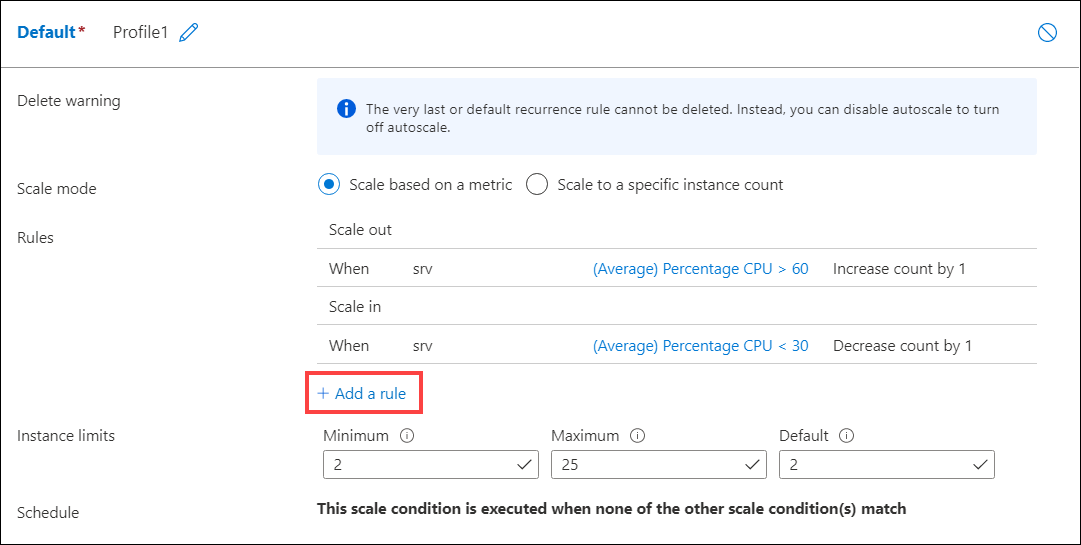 Default* Profile1
Delete warning
The very last or default recurrence rule cannot be deleted. Instead, you can disable autoscale to turn
off autoscale.
Scale mode
Scale based on a metric Scale to a specific instance count
Rules
Scale out
When srv (Average) Percentage CPU > 60 Increase count by 1
Scale in
When srv (Average) Percentage CPU < 30 Decrease count by 1
+ Add a rule
Instance limits
Minimum Maximum Default
2 25 2
Schedule
This scale condition is executed when none of the other scale condition(s) match